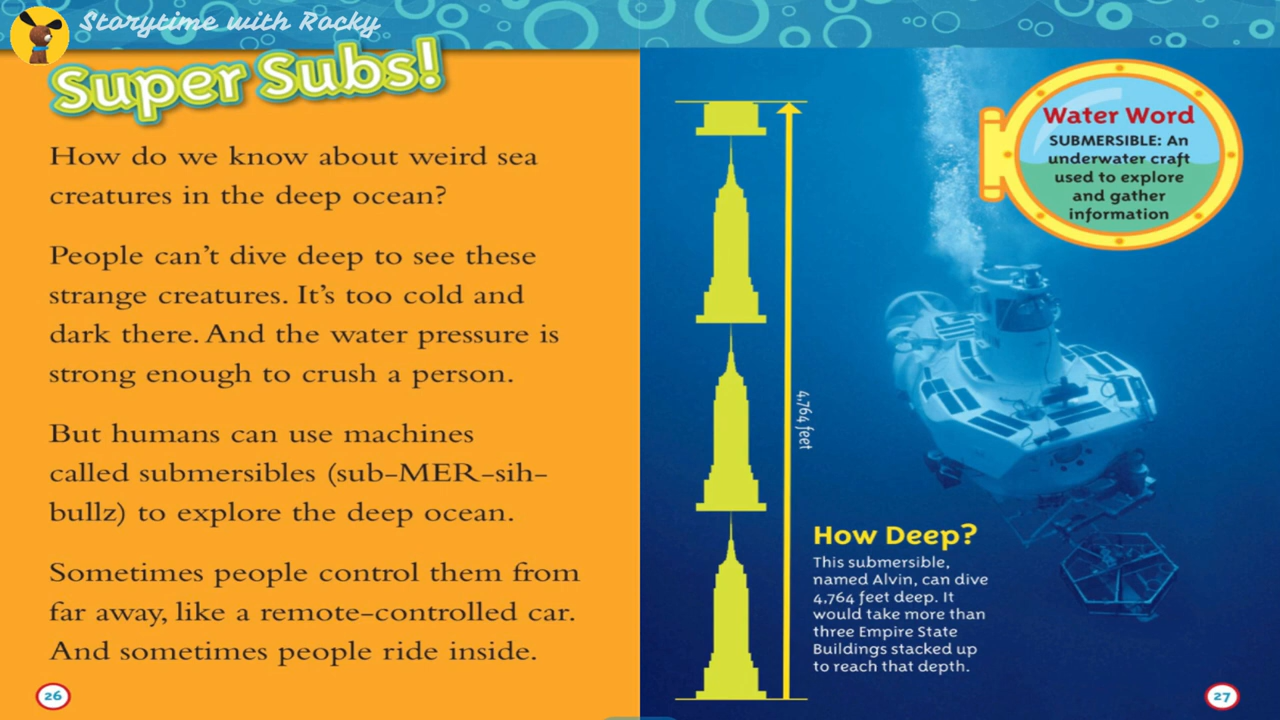 Storytime with Rocky
Super Subs!
How do we know about weird sea
creatures in the deep ocean?
People can't dive deep to see these
strange creatures. It's too cold and
dark there. And the water pressure is
strong enough to crush a person.
But humans can use machines
called submersibles (sub-MER-sih-
bullz) to explore the deep ocean.
Sometimes people control them from
far away, like a remote-controlled car.
And sometimes people ride inside.
26
4,764 feet
Water Word
SUBMERSIBLE: An
underwater craft
used to explore
and gather
information
How Deep?
This submersible,
named Alvin, can dive
4,764 feet deep. It
would take more than
three Empire State
Buildings stacked up
to reach that depth.
27